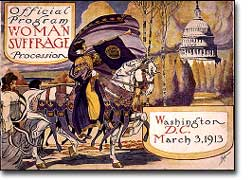 Official
Program
WOMAN
SUFFRAGE
Procession
Washington
D.C.
March 3, 1913